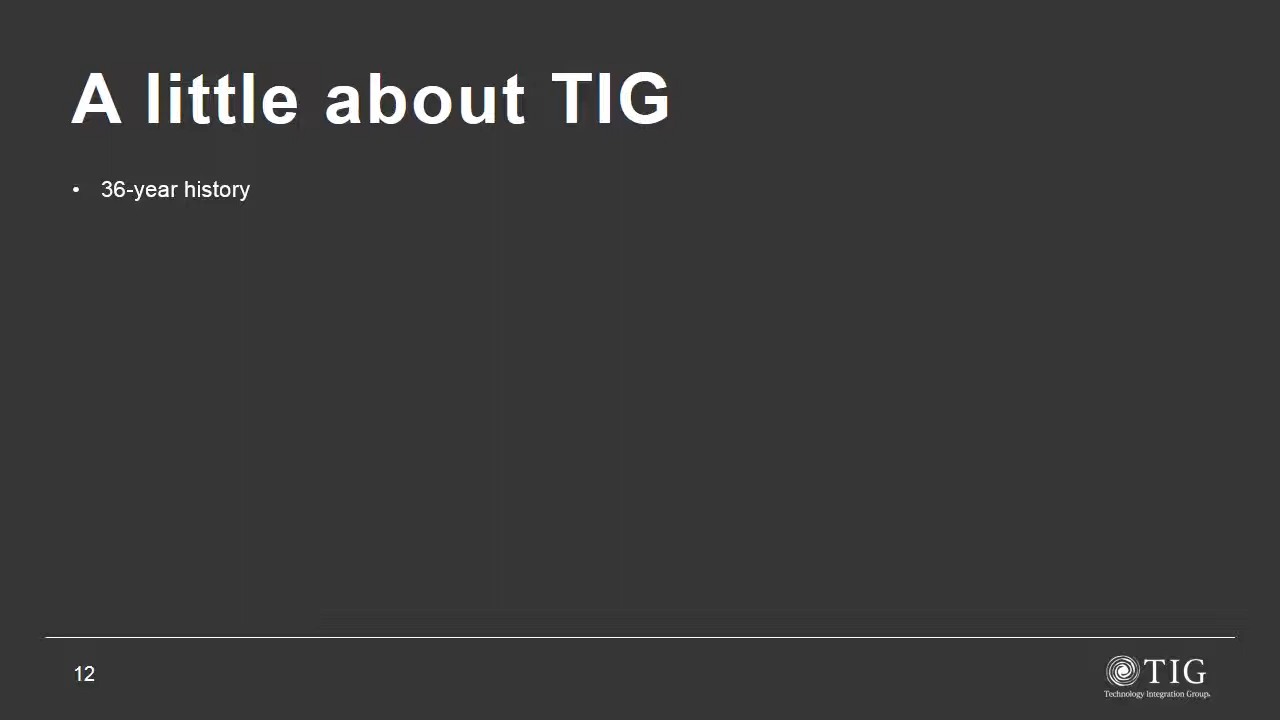 A little about TIG
• 36-year history
12
TIG
Technology Integration Group.